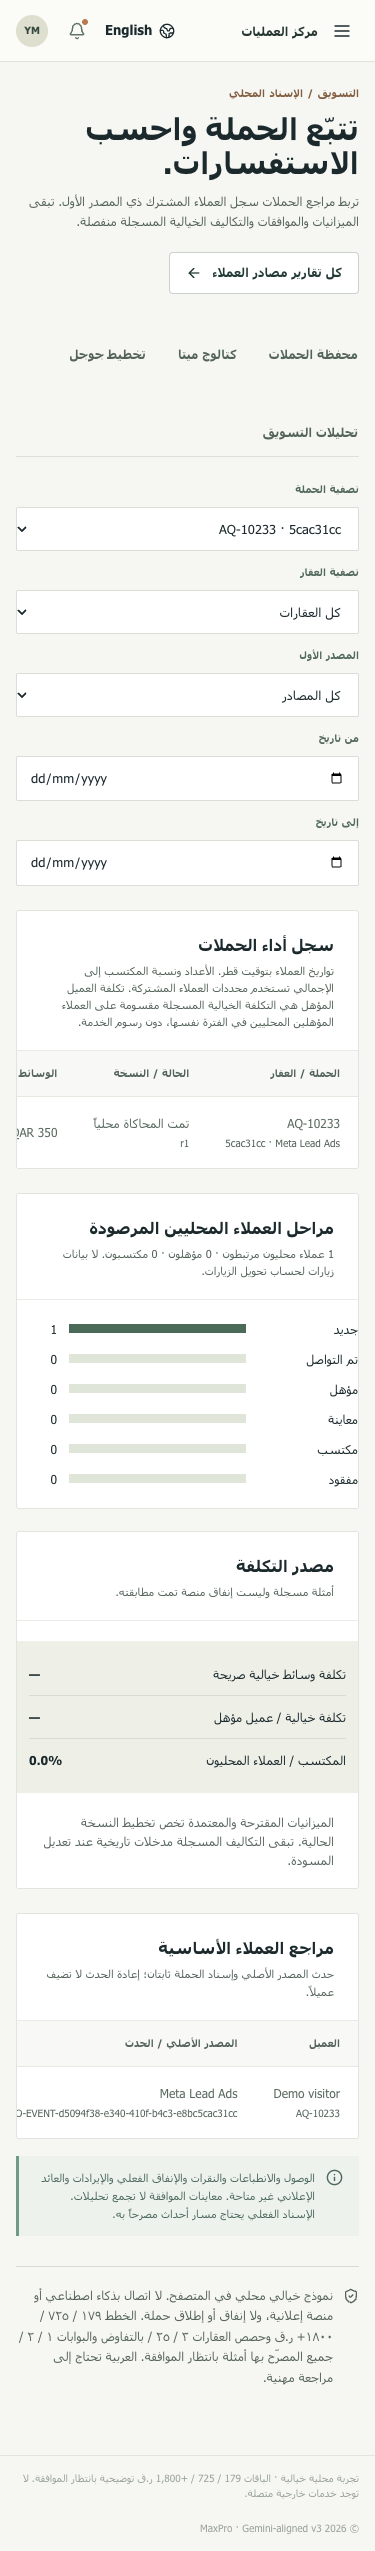 مركز العمليات
English
YM
التسويق / الإسناد المحلي
تتبّع الحملة واحسب
الاستفسارات.
تربط مراجع الحملات سجل العملاء المشترك ذي المصدر الأول. تبقى
الميزانيات والموافقات والتكاليف الخيالية المسجلة منفصلة.
كل تقارير مصادر العملاء
محفظة الحملات
كتالوج ميتا
تخطيط جوجل
تحليلات التسويق
تصفية الحملة
AQ-10233 · 5cac31cc
تصفية العقار
كل العقارات
المصدر الأول
كل المصادر
من تاريخ
dd/mm/yyyy
إلى تاريخ
dd/mm/yyyy
سجل أداء الحملات
تواريخ العملاء بتوقيت قطر. الأعداد ونسبة المكتسب إلى
الإجمالي تستخدم محددات العملاء المشتركة. تكلفة العميل
المؤهل هي التكلفة الخيالية المسجلة مقسومة على العملاء
المؤهلين المحليين في الفترة نفسها، دون رسوم الخدمة.
الحملة / العقار
الحالة / النسخة
الوسائط
AQ-10233
5cac31cc · Meta Lead Ads
تمت المحاكاة محلياً
r1
QAR 350
مراحل العملاء المحليين المرصودة
1 عملاء محليون مرتبطون · 0 مؤهلون · 0 مكتسبون. لا بيانات
زيارات لحساب تحويل الزيارات.
جديد 1
تم التواصل 0
مؤهل 0
معاينة 0
مكتسب 0
مفقود 0
مصدر التكلفة
أمثلة مسجلة وليست إنفاق منصة تمت مطابقته.
تكلفة وسائط خيالية صريحة —
تكلفة خيالية / عميل مؤهل —
المكتسب / العملاء المحليون 0.0%
الميزانيات المقترحة والمعتمدة تخص تخطيط النسخة
الحالية. تبقى التكاليف المسجلة مدخلات تاريخية عند تعديل
المسودة.
مراجع العملاء الأساسية
حدث المصدر الأصلي وإسناد الحملة ثابتان؛ إعادة الحدث لا تضيف
عميلاً.
العميل
المصدر الأصلي / الحدث
Demo visitor
AQ-10233
Meta Lead Ads
O-EVENT-d5094f38-e340-410f-b4c3-e8bc5cac31cc
الوصول والانطباعات والنقرات والإنفاق الفعلي والإيرادات والعائد
الإعلاني غير متاحة. معاينات الموافقة لا تجمع تحليلات.
الإسناد الفعلي يحتاج مسار أحداث مصرحاً به.
نموذج خيالي محلي في المتصفح. لا اتصال بذكاء اصطناعي أو
منصة إعلانية، ولا إنفاق أو إطلاق حملة. الخطط ١٧٩ / ٧٢٥ /
١٨٠٠+ ر.ق وحصص العقارات ٣ / ٢٥ / بالتفاوض والبوابات ١ / ٢ /
جميع المصرّح بها أمثلة بانتظار الموافقة. العربية تحتاج إلى
مراجعة مهنية.
تجربة محلية خيالية · الباقات 179 / 725 / +1,800 ر.ق توضيحية بانتظار الموافقة. لا
توجد خدمات خارجية متصلة.
© 2026 MaxPro · Gemini-aligned v3